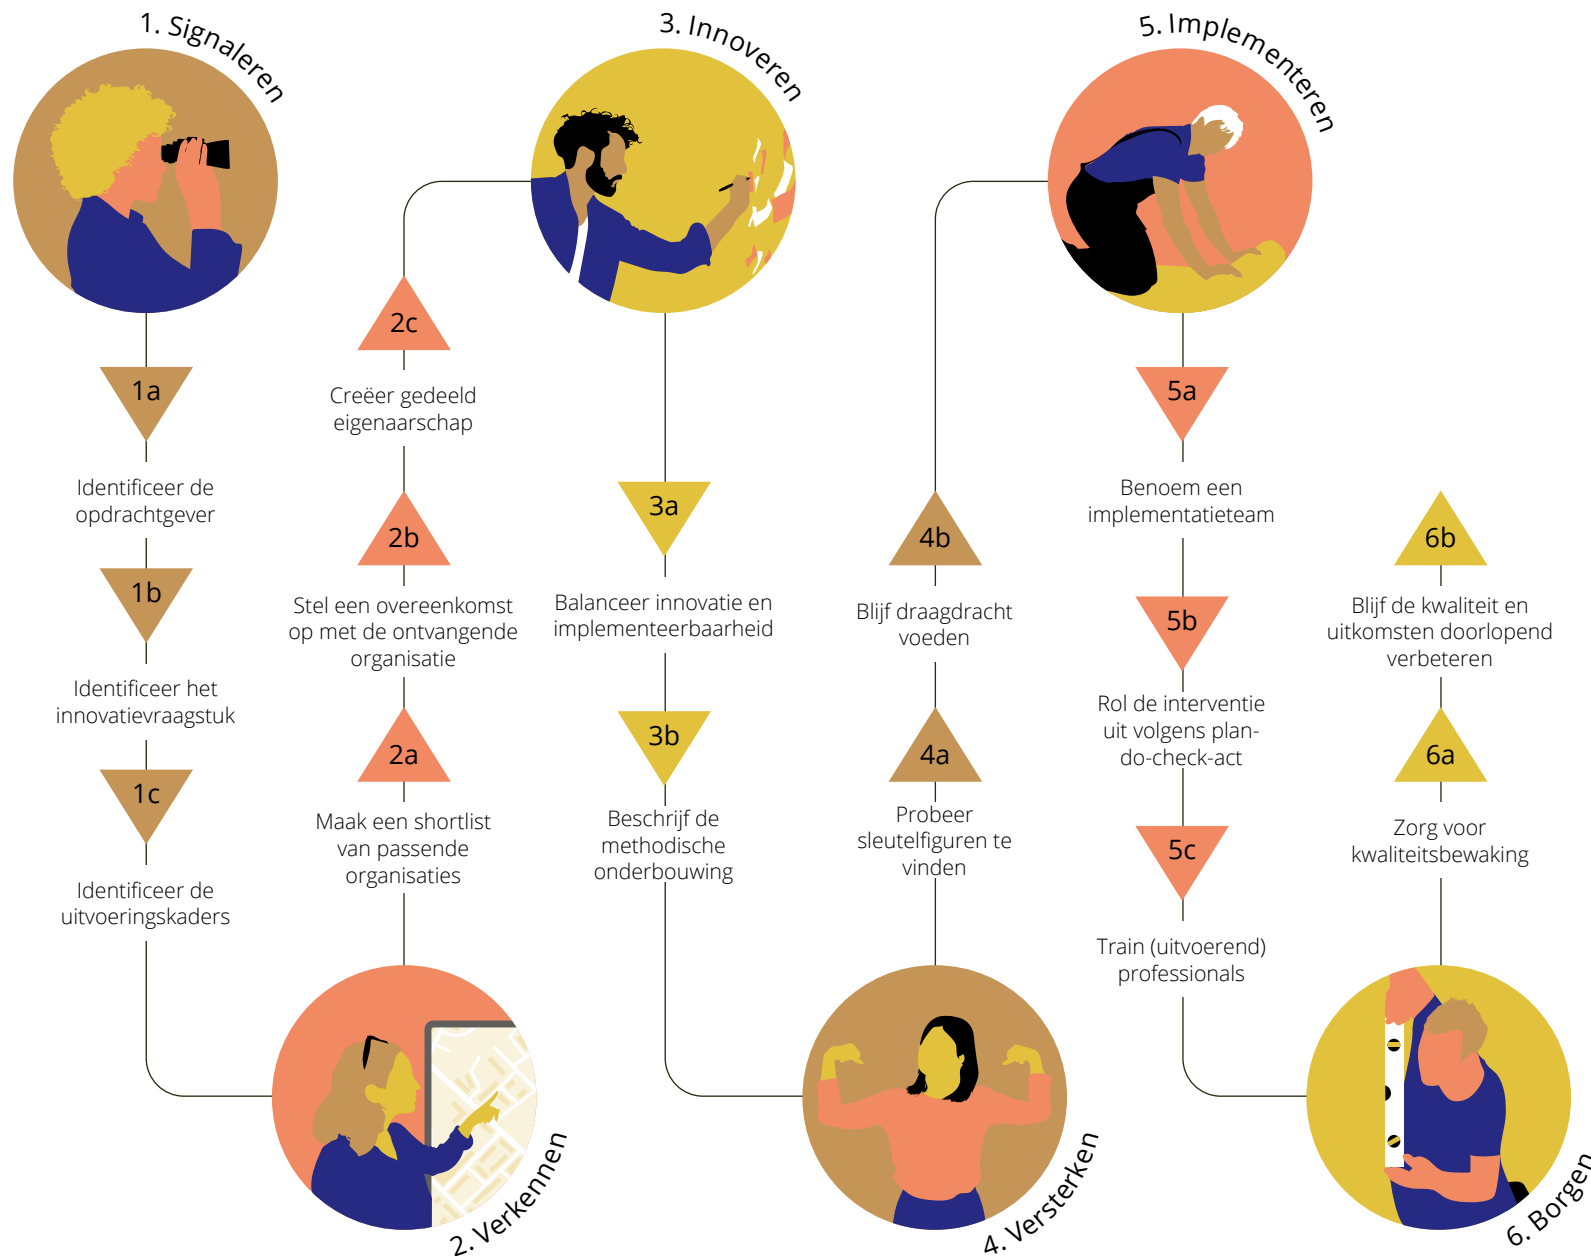 1. Signaleren
1a
Identificeer de
opdrachtgever
1b
Identificeer het
innovatievraagstuk
1c
Identificeer de
uitvoeringskaders
2. Verkennen
2a
Maak een shortlist
van passende
organisaties
2b
Stel een overeenkomst
op met de ontvangende
organisatie
2c
Creëer gedeeld
eigenaarschap
3. Innoveren
3a
Balanceer innovatie en
implementeerbaarheid
3b
Beschrijf de
methodische
onderbouwing
4. Versterken
4a
Probeer
sleutelfiguren te
vinden
4b
Blijf draagdracht
voeden
5. Implementeren
5a
Benoem een
implementatieteam
5b
Rol de interventie
uit volgens plan-
do-check-act
5c
Train (uitvoerend)
professionals
6. Borgen
6a
Zorg voor
kwaliteitsbewaking
6b
Blijf de kwaliteit en
uitkomsten doorlopend
verbeteren